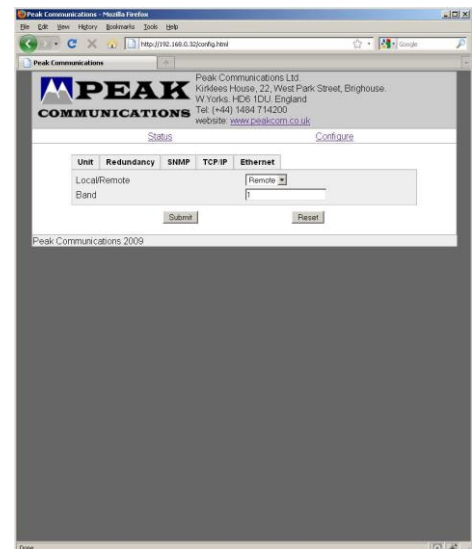 Peak Communications - Mozilla Firefox
File Edit View History Bookmarks Tools Help
http://192.160.0.32/config.html
Google
Peak Communications
PEAK
COMMUNICATIONS
Peak Communications Ltd.
Kirklees House, 22, West Park Street, Brighouse.
W.Yorks. HD6 1DU. England
Tel: (+44) 1484 714200
website: www.peakcom.co.uk
Status Configure
Unit Redundancy SNMP TCP/IP Ethernet
Local/Remote Remote
Band 1
Submit Reset
Peak Communications 2009
Done